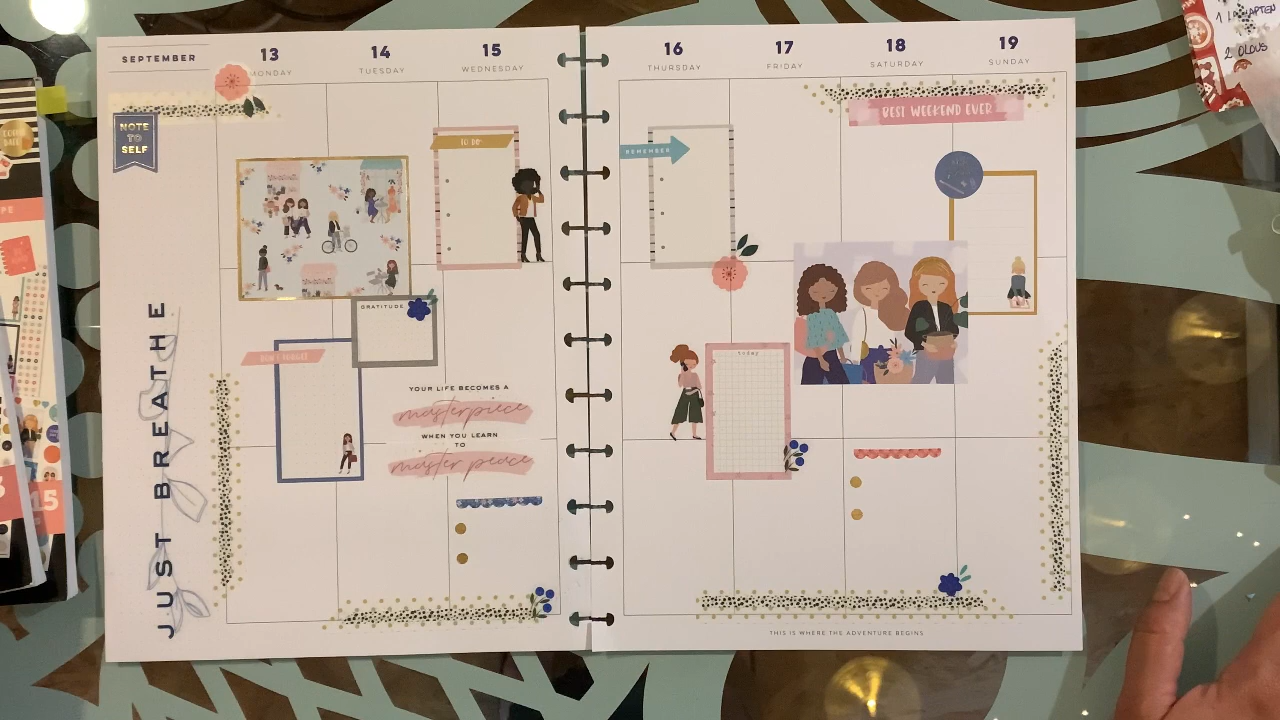 SEPTEMBER
13
MONDAY
14
TUESDAY
15
WEDNESDAY
16
THURSDAY
17
FRIDAY
18
SATURDAY
19
SUNDAY
NOTE
TO
SELF
TO DO
REMEMBER
BEST WEEKEND EVER
GRATITUDE
DON'T FORGET
today
JUST BREATHE
YOUR LIFE BECOMES A
masterpiece
WHEN YOU LEARN
TO
master peace
THIS IS WHERE THE ADVENTURE BEGINS
15